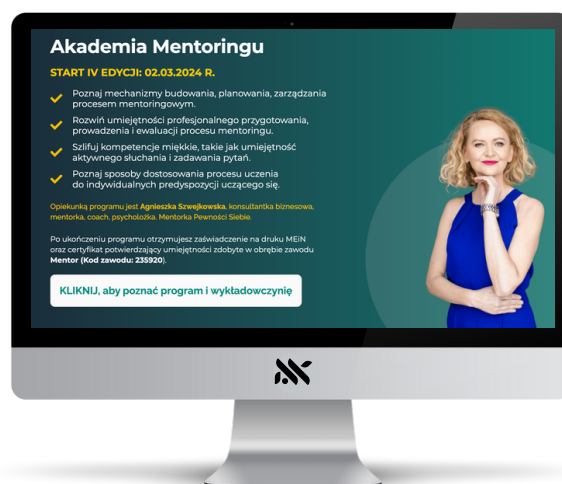 Akademia Mentoringu
START IV EDYCJI: 02.03.2024 R.
Poznaj mechanizmy budowania, planowania, zarządzania
procesem mentoringowym.
Rozwiń umiejętności profesjonalnego przygotowania,
prowadzenia i ewaluacji procesu mentoringu.
Szlifuj kompetencje miękkie, takie jak umiejętność
aktywnego słuchania i zadawania pytań.
Poznaj sposoby dostosowania procesu uczenia
do indywidualnych predyspozycji uczącego się.
Opiekunką programu jest Agnieszka Szwejkowska, konsultantka biznesowa,
mentorka, coach, psycholożka. Mentorka Pewności Siebie.
Po ukończeniu programu otrzymujesz zaświadczenie na druku MEiN
oraz certyfikat potwierdzający umiejętności zdobyte w obrębie zawodu
Mentor (Kod zawodu: 235920).
KLIKNIJ, aby poznać program i wykładowczynię